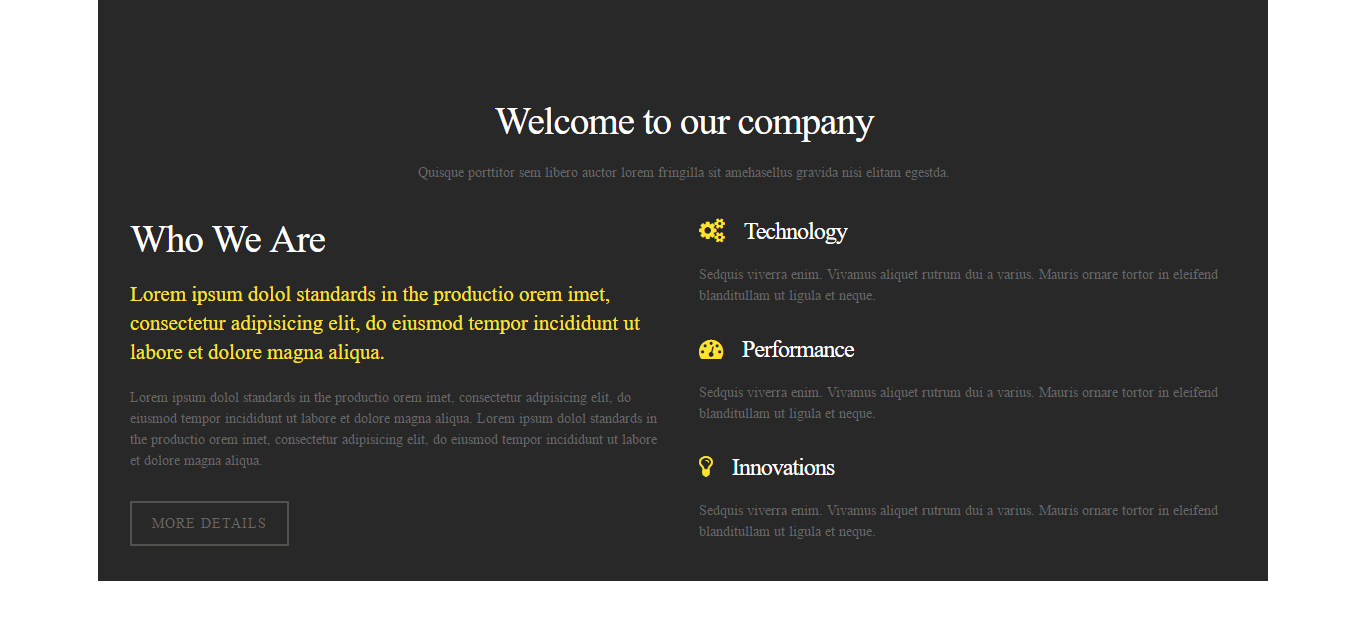 Welcome to our company
Quisque porttitor sem libero auctor lorem fringilla sit amehasellus gravida nisi elitam egestda.
Who We Are
Lorem ipsum dolol standards in the productio orem imet,
consectetur adipisicing elit, do eiusmod tempor incididunt ut
labore et dolore magna aliqua.
Lorem ipsum dolol standards in the productio orem imet, consectetur adipisicing elit, do
eiusmod tempor incididunt ut labore et dolore magna aliqua. Lorem ipsum dolol standards in
the productio orem imet, consectetur adipisicing elit, do eiusmod tempor incididunt ut labore
et dolore magna aliqua.
MORE DETAILS
Technology
Sedquis viverra enim. Vivamus aliquet rutrum dui a varius. Mauris ornare tortor in eleifend
blanditullam ut ligula et neque.
Performance
Sedquis viverra enim. Vivamus aliquet rutrum dui a varius. Mauris ornare tortor in eleifend
blanditullam ut ligula et neque.
Innovations
Sedquis viverra enim. Vivamus aliquet rutrum dui a varius. Mauris ornare tortor in eleifend
blanditullam ut ligula et neque.